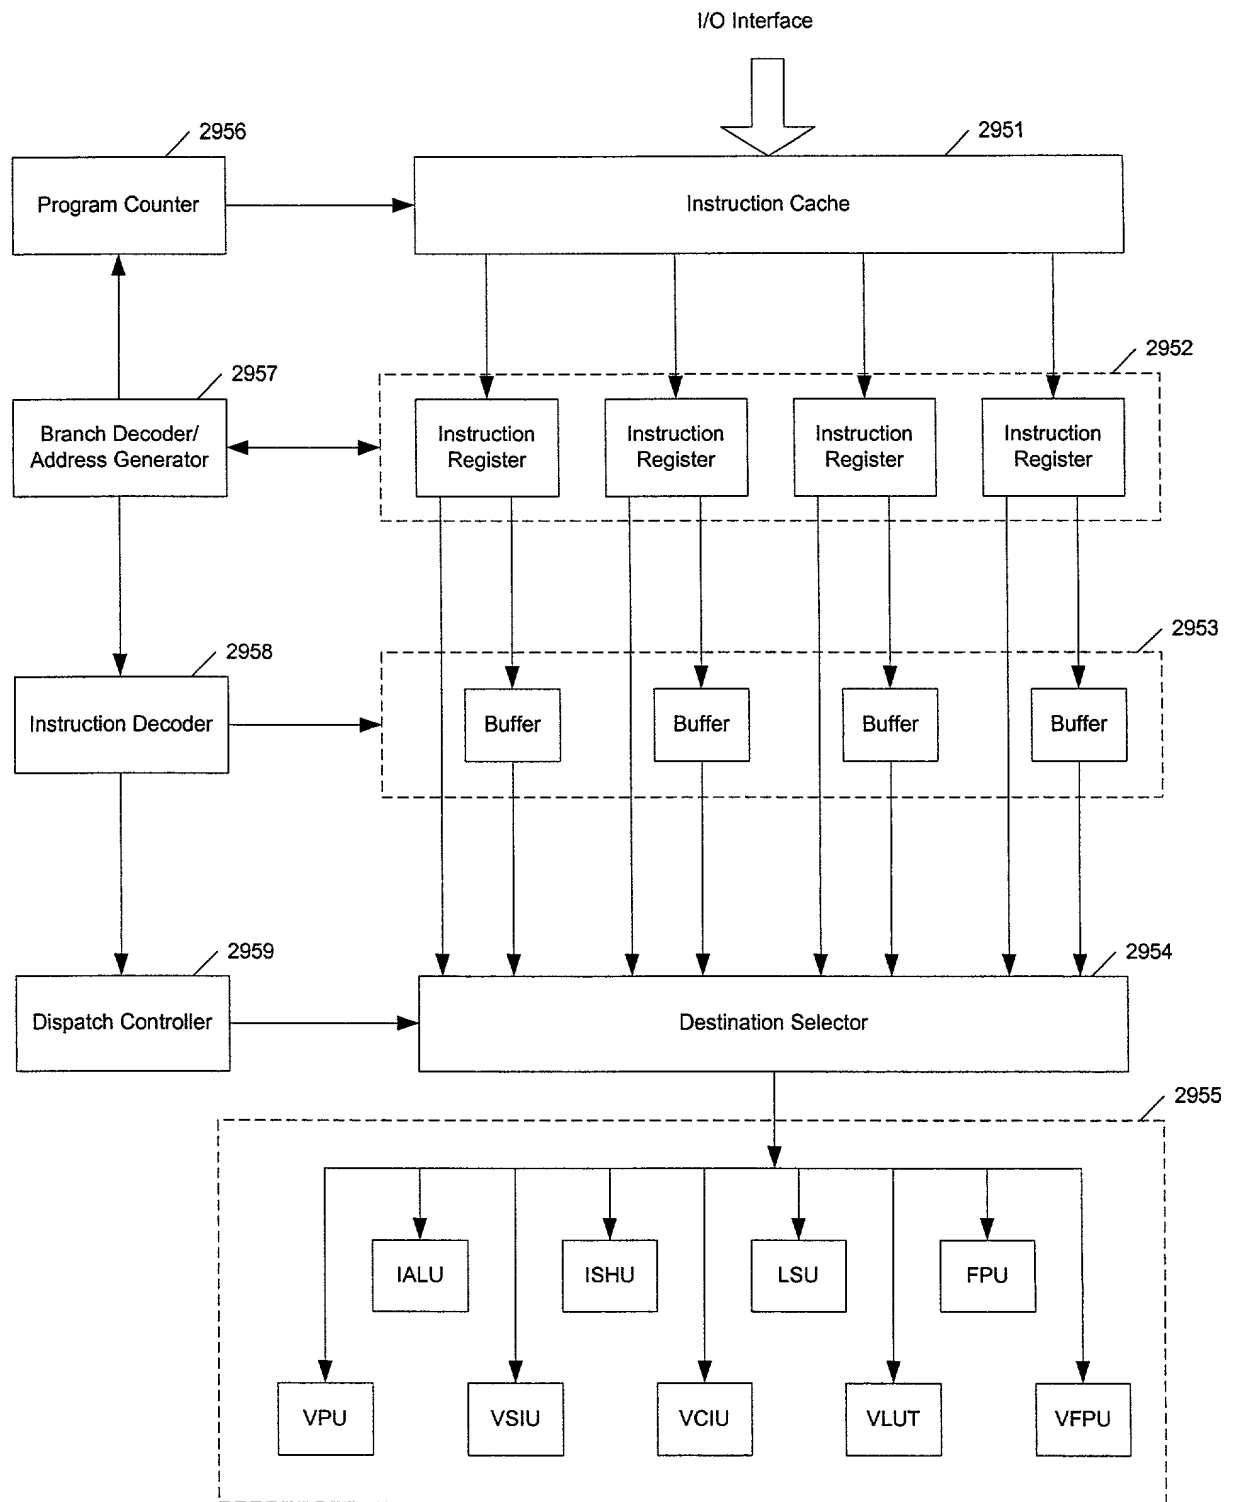 I/O Interface
2956
2951
Program Counter
Instruction Cache
2952
2957
Branch Decoder/
Address Generator
Instruction
Register
Instruction
Register
Instruction
Register
Instruction
Register
2953
2958
Instruction Decoder
Buffer
Buffer
Buffer
Buffer
2959
2954
Dispatch Controller
Destination Selector
2955
IALU
ISHU
LSU
FPU
VPU
VSIU
VCIU
VLUT
VFPU